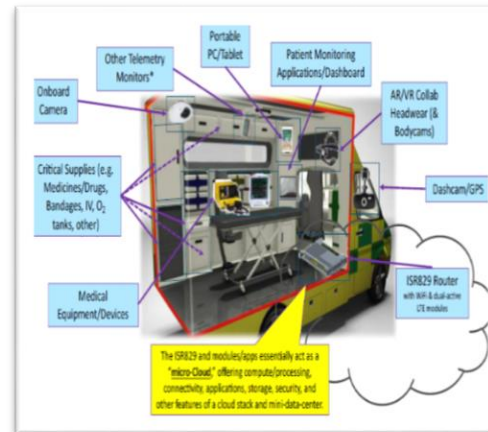 Portable
PC/Tablet
Other Telemetry
Monitors*
Patient Monitoring
Applications/Dashboard
Onboard
Camera
AR/VR Collab
Headwear (&
Bodycams)
Critical Supplies (e.g.
Medicines/Drugs,
Bandages, IV, O₂
tanks, other)
Dashcam/GPS
Medical
Equipment/Devices
ISR829 Router
with WiFi & dual-active
LTE modules
The ISR829 and modules/apps essentially act as a
"micro-Cloud," offering compute/processing,
connectivity, applications, storage, security, and
other features of a cloud stack and mini-data-center.